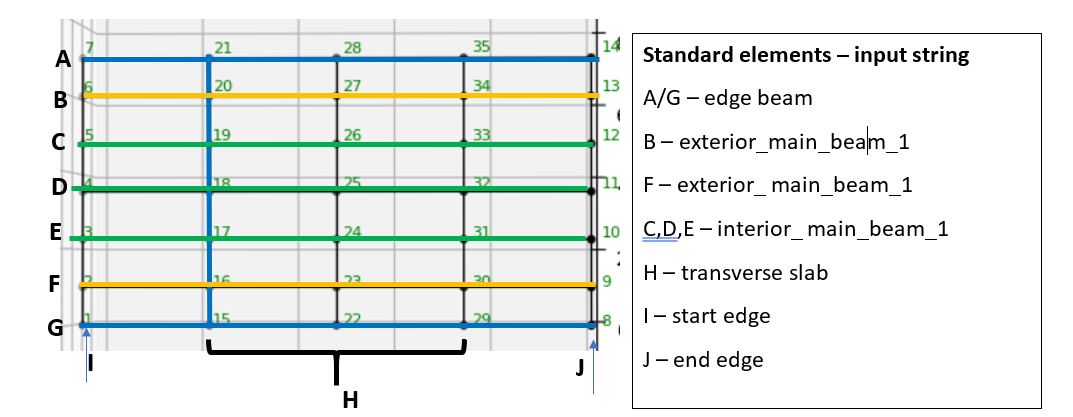 7 21 28 35 14
A
6 20 27 34 13
B
5 19 26 33 12
C
4 18 25 32 11
D
3 17 24 31 10
E
2 16 23 30 9
F
1 15 22 29 8
G
I
J
H
Standard elements – input string
A/G – edge beam
B – exterior_main_beam_1
F – exterior_ main_beam_1
C,D,E – interior_ main_beam_1
H – transverse slab
I – start edge
J – end edge